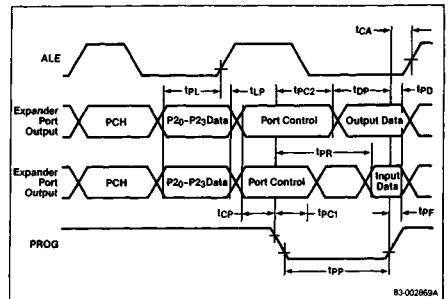 tCA
ALE
tPL
tLP
tPC2
tDP
tPD
Expander
Port
Output
PCH
P20-P23Data
Port Control
Output Data
tPR
Expander
Port
Output
PCH
P20-P23Data
Port Control
Input
Data
tCP
tPC1
tPF
PROG
tPP
83-002869A